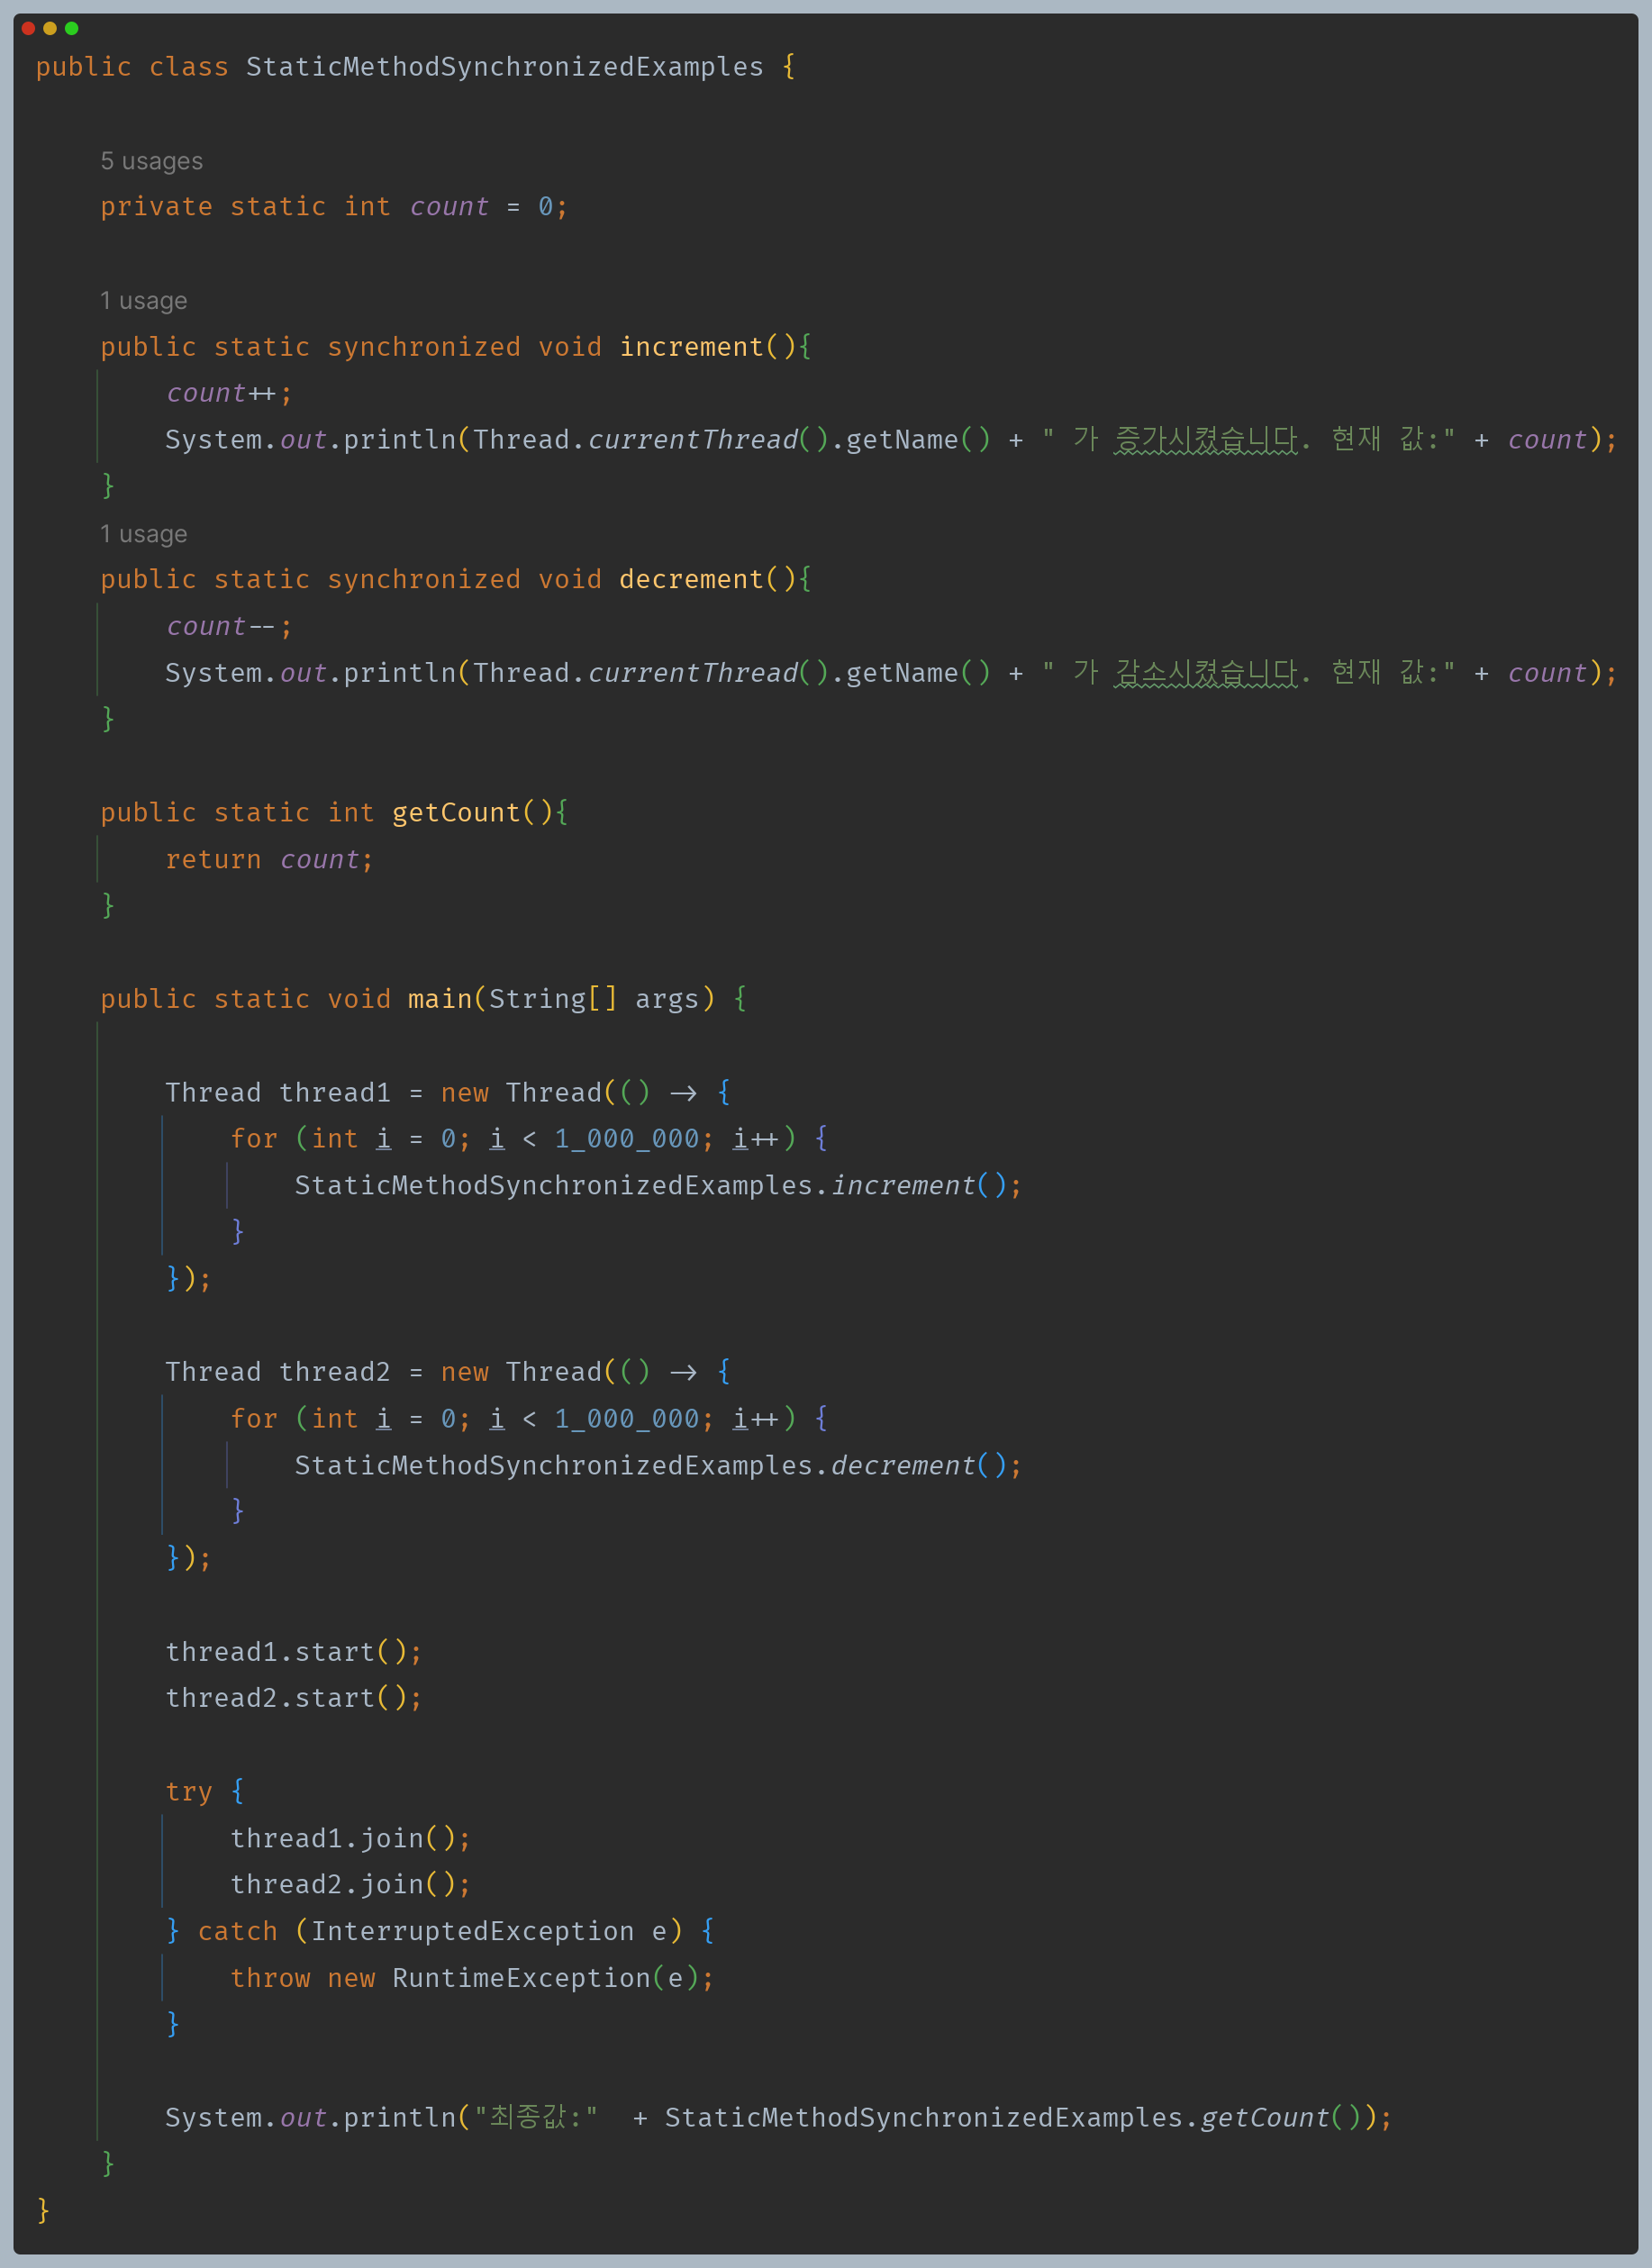 public class StaticMethodSynchronizedExamples {
5 usages
private static int count = 0;
1 usage
public static synchronized void increment(){
count++;
System.out.println(Thread.currentThread().getName() + " 가 증가시켰습니다. 현재 값:" + count);
}
1 usage
public static synchronized void decrement(){
count--;
System.out.println(Thread.currentThread().getName() + " 가 감소시켰습니다. 현재 값:" + count);
}
public static int getCount(){
return count;
}
public static void main(String[] args) {
Thread thread1 = new Thread(() -> {
for (int i = 0; i < 1_000_000; i++) {
StaticMethodSynchronizedExamples.increment();
}
});
Thread thread2 = new Thread(() -> {
for (int i = 0; i < 1_000_000; i++) {
StaticMethodSynchronizedExamples.decrement();
}
});
thread1.start();
thread2.start();
try {
thread1.join();
thread2.join();
} catch (InterruptedException e) {
throw new RuntimeException(e);
}
System.out.println("최종값:"  + StaticMethodSynchronizedExamples.getCount());
}
}